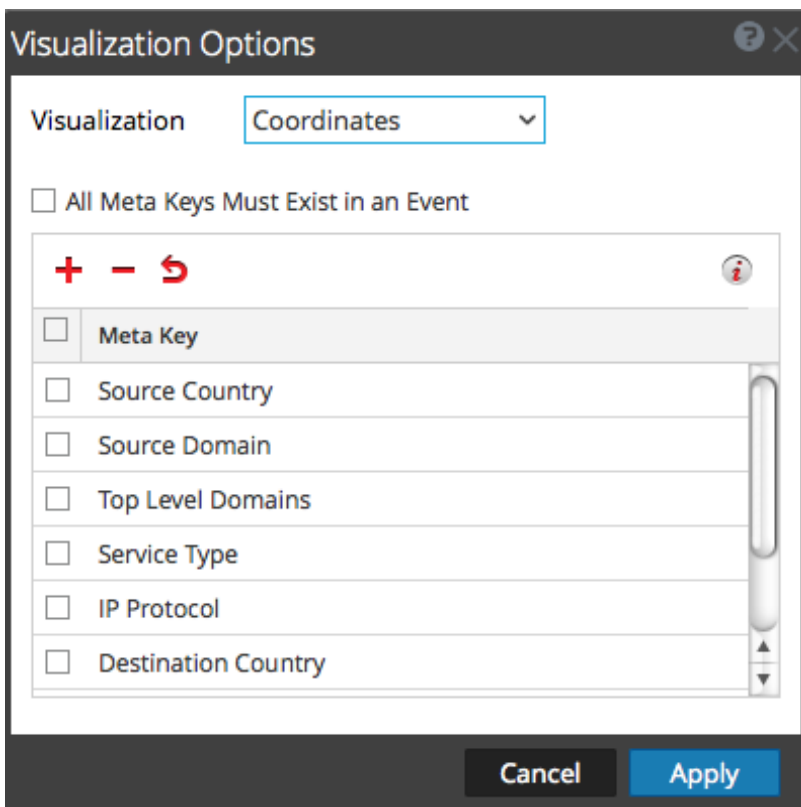 Visualization Options
Visualization Coordinates
All Meta Keys Must Exist in an Event
Meta Key
Source Country
Source Domain
Top Level Domains
Service Type
IP Protocol
Destination Country
Cancel Apply